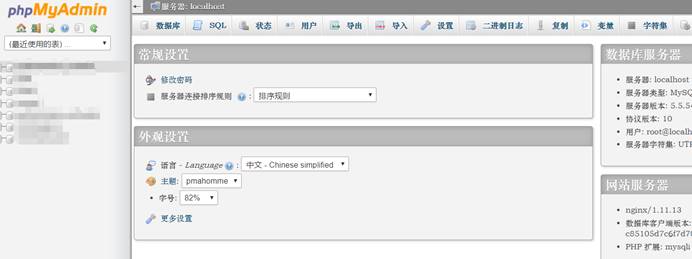 phpMyAdmin
(最近使用的表) ...
服务器: localhost
数据库 SQL 状态 用户 导出 导入 设置 二进制日志 复制 变量 字符集
常规设置
修改密码
服务器连接排序规则 : 排序规则
外观设置
语言 - Language : 中文 - Chinese simplified
主题: pmahomme
字号: 82%
更多设置
数据库服务器
服务器: localhost
服务器类型: MySQ
服务器版本: 5.5.5
协议版本: 10
用户: root@localh
服务器字符集: UTF
网站服务器
nginx/1.11.13
数据库客户端版本:
c85105d7c6f7d7
PHP 扩展: mysqli